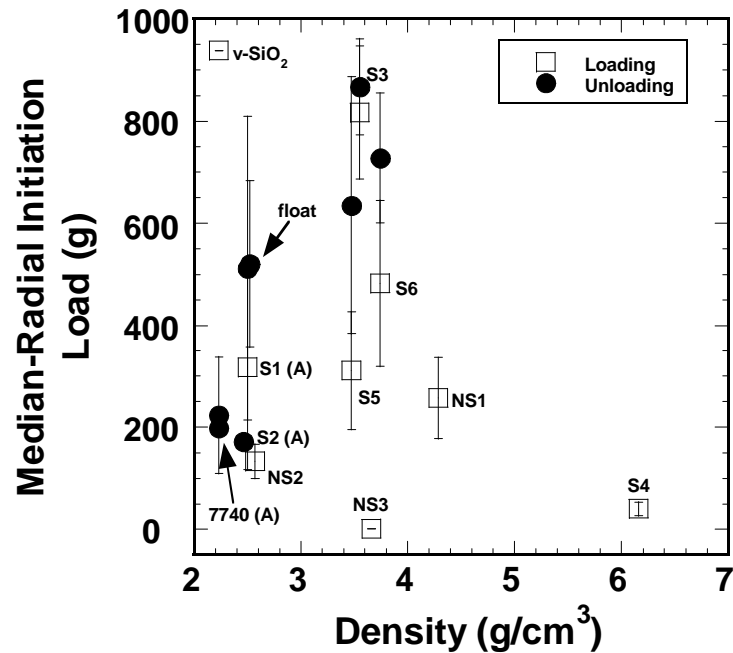 Median-Radial Initiation
Load (g)
1000
800
600
400
200
0
v-SiO₂
S3
Loading
Unloading
float
S6
S1 (A)
S5
NS1
S2 (A)
NS2
7740 (A)
NS3
S4
2
3
4
5
6
7
Density (g/cm³)